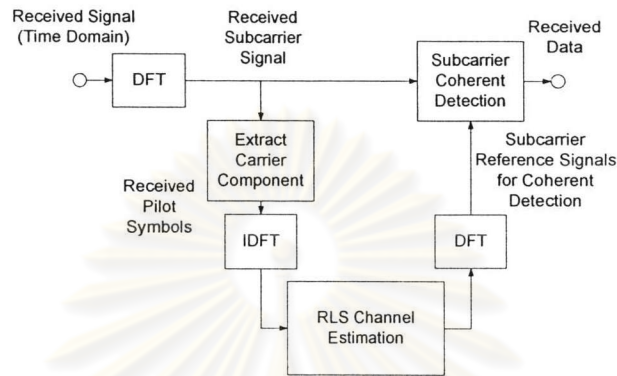 Received Signal
(Time Domain)
Received
Subcarrier
Signal
Received
Data
DFT
Subcarrier
Coherent
Detection
Extract
Carrier
Component
Subcarrier
Reference Signals
for Coherent
Detection
Received
Pilot
Symbols
IDFT
DFT
RLS Channel
Estimation